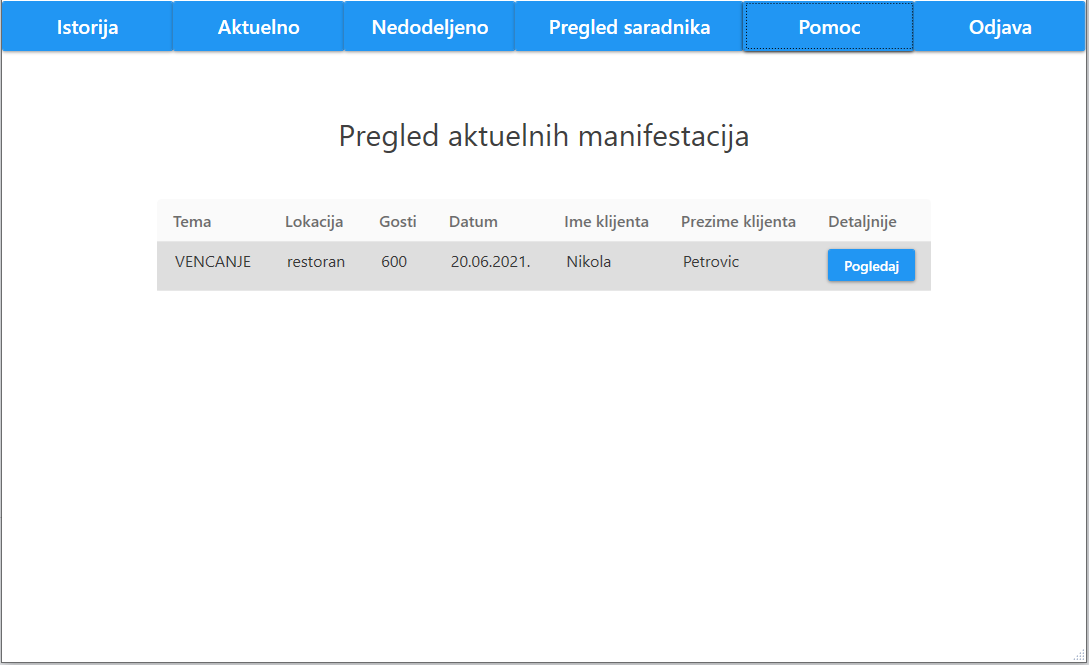 Istorija Aktuelno Nedodeljeno Pregled saradnika Pomoc Odjava
Pregled aktuelnih manifestacija
Tema Lokacija Gosti Datum Ime klijenta Prezime klijenta Detaljnije
VENCANJE restoran 600 20.06.2021. Nikola Petrovic Pogledaj